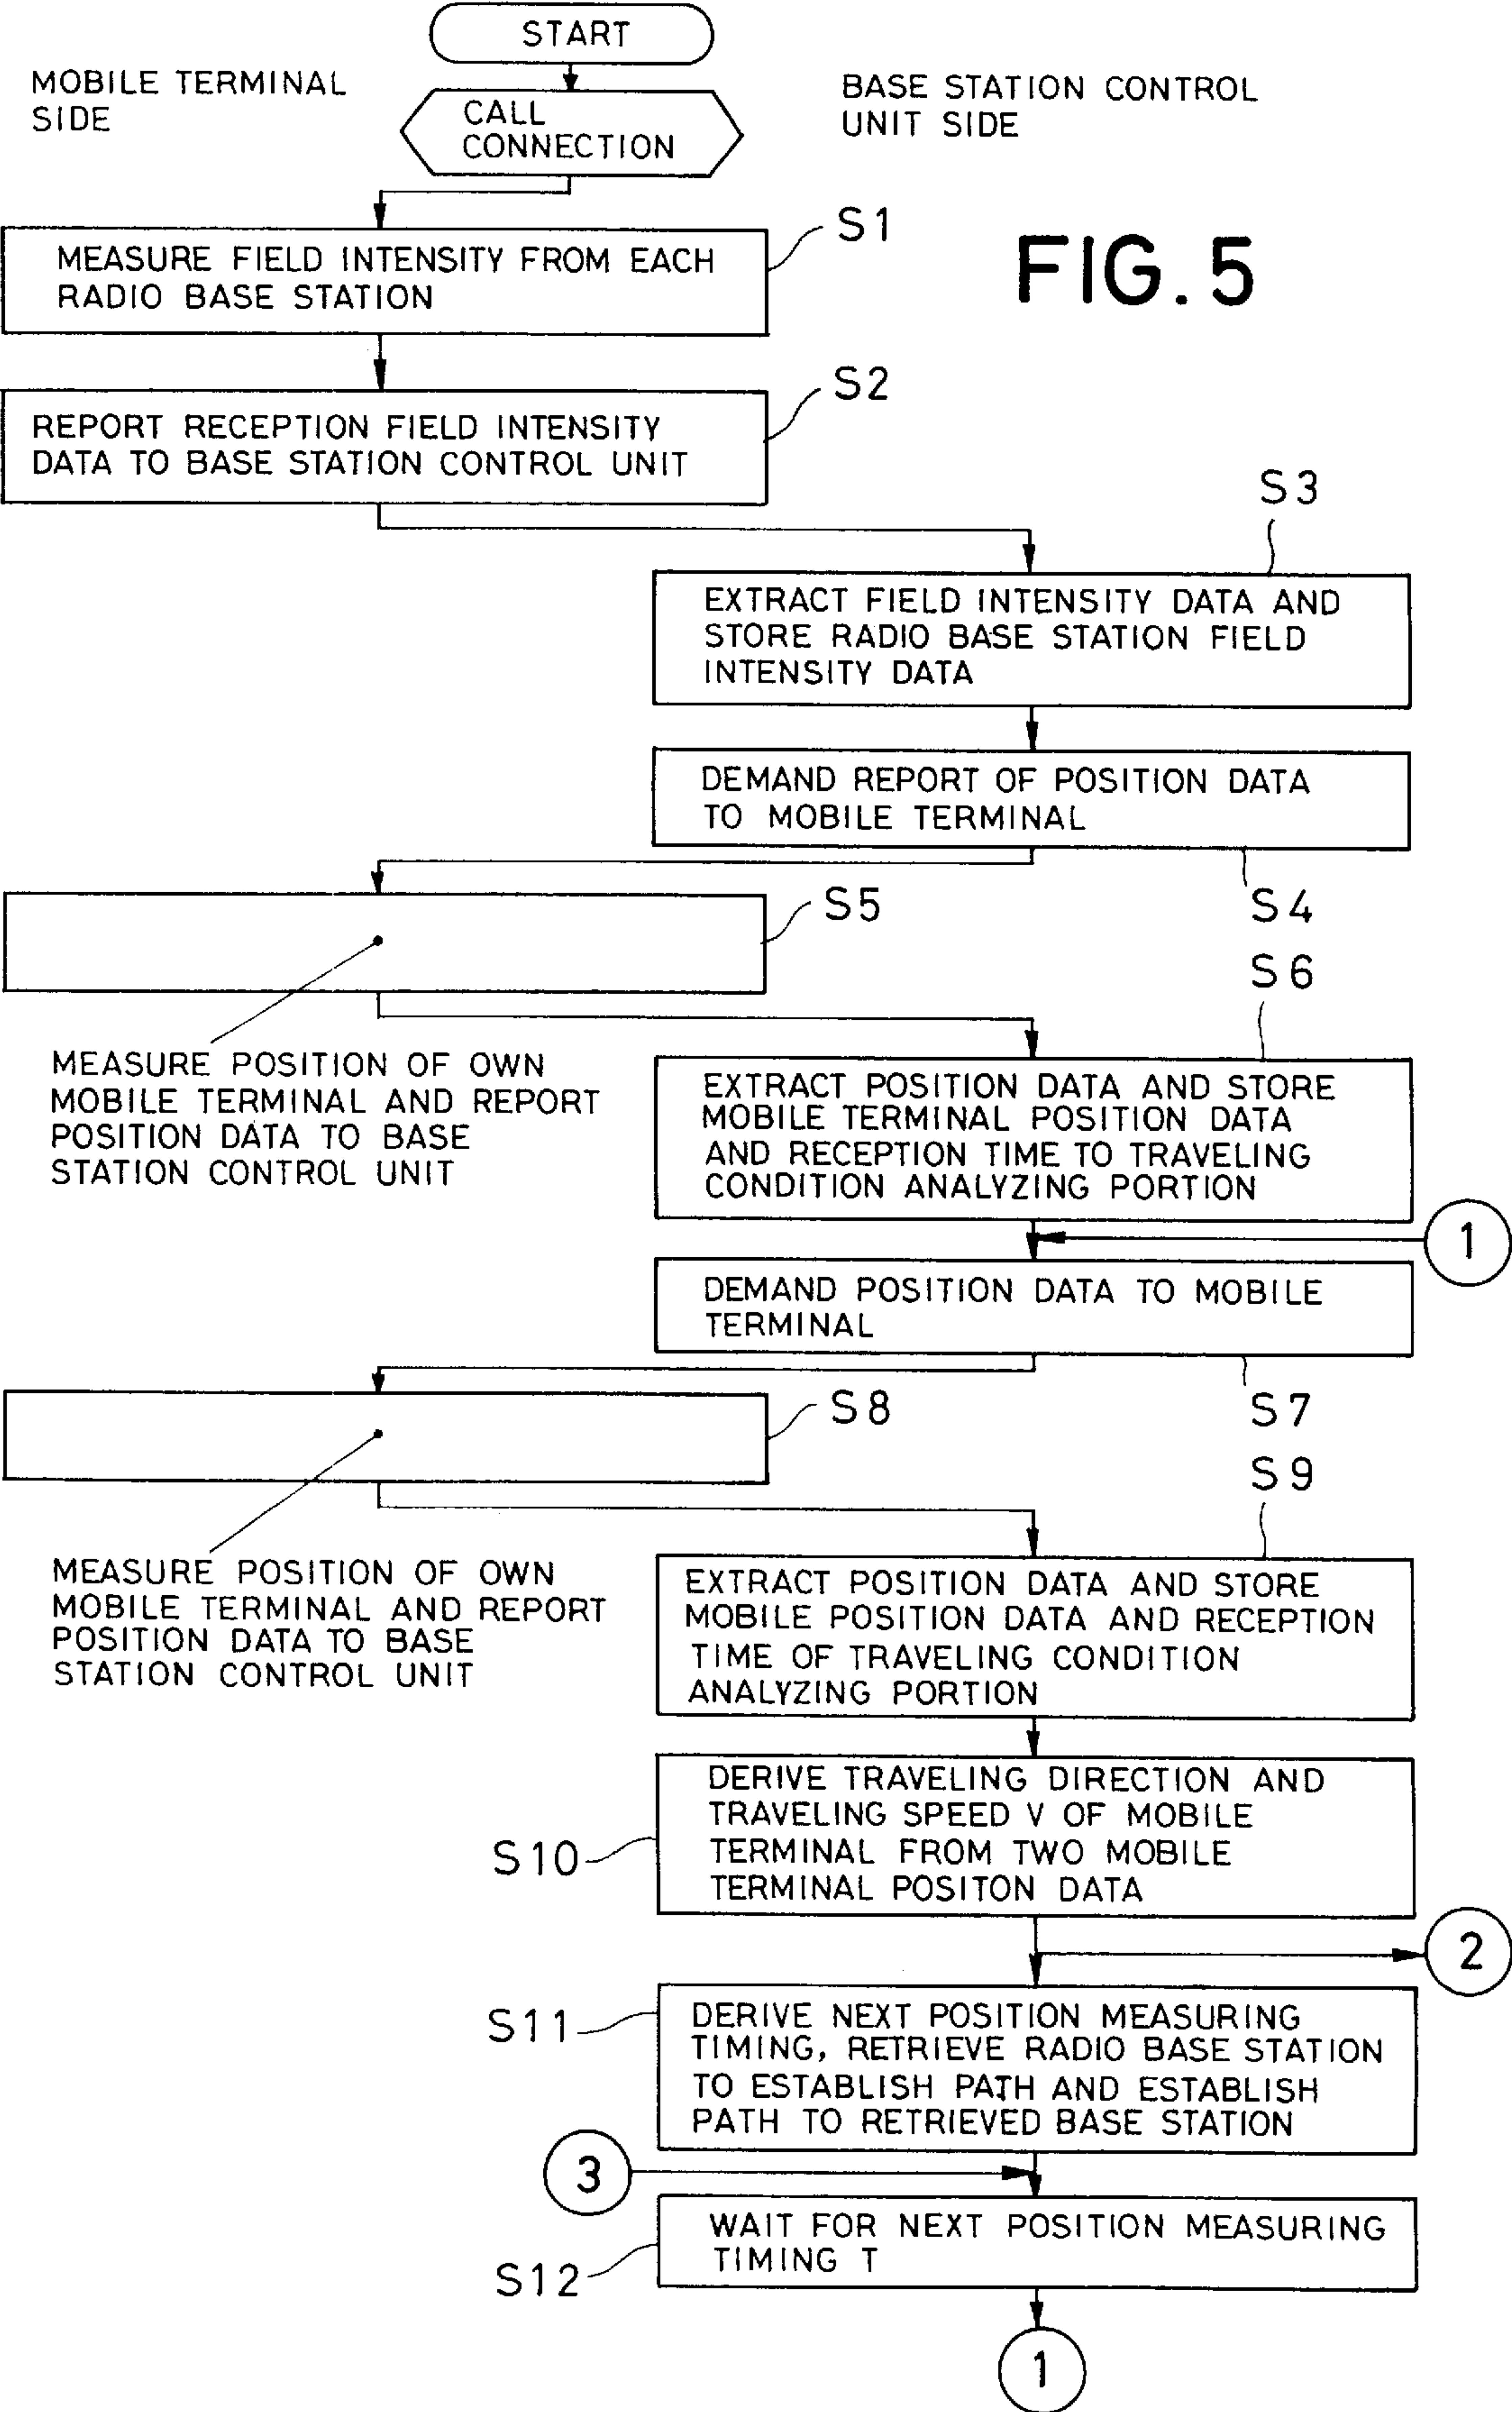 START
MOBILE TERMINAL
SIDE
CALL
CONNECTION
BASE STATION CONTROL
UNIT SIDE
S1
FIG. 5
MEASURE FIELD INTENSITY FROM EACH
RADIO BASE STATION
S2
REPORT RECEPTION FIELD INTENSITY
DATA TO BASE STATION CONTROL UNIT
S3
EXTRACT FIELD INTENSITY DATA AND
STORE RADIO BASE STATION FIELD
INTENSITY DATA
DEMAND REPORT OF POSITION DATA
TO MOBILE TERMINAL
S4
S5
MEASURE POSITION OF OWN
MOBILE TERMINAL AND REPORT
POSITION DATA TO BASE
STATION CONTROL UNIT
S6
EXTRACT POSITION DATA AND STORE
MOBILE TERMINAL POSITION DATA
AND RECEPTION TIME TO TRAVELING
CONDITION ANALYZING PORTION
1
DEMAND POSITION DATA TO MOBILE
TERMINAL
S7
S8
MEASURE POSITION OF OWN
MOBILE TERMINAL AND REPORT
POSITION DATA TO BASE
STATION CONTROL UNIT
S9
EXTRACT POSITION DATA AND STORE
MOBILE POSITION DATA AND RECEPTION
TIME OF TRAVELING CONDITION
ANALYZING PORTION
S10
DERIVE TRAVELING DIRECTION AND
TRAVELING SPEED V OF MOBILE
TERMINAL FROM TWO MOBILE
TERMINAL POSITON DATA
2
S11
DERIVE NEXT POSITION MEASURING
TIMING, RETRIEVE RADIO BASE STATION
TO ESTABLISH PATH AND ESTABLISH
PATH TO RETRIEVED BASE STATION
3
S12
WAIT FOR NEXT POSITION MEASURING
TIMING T
1